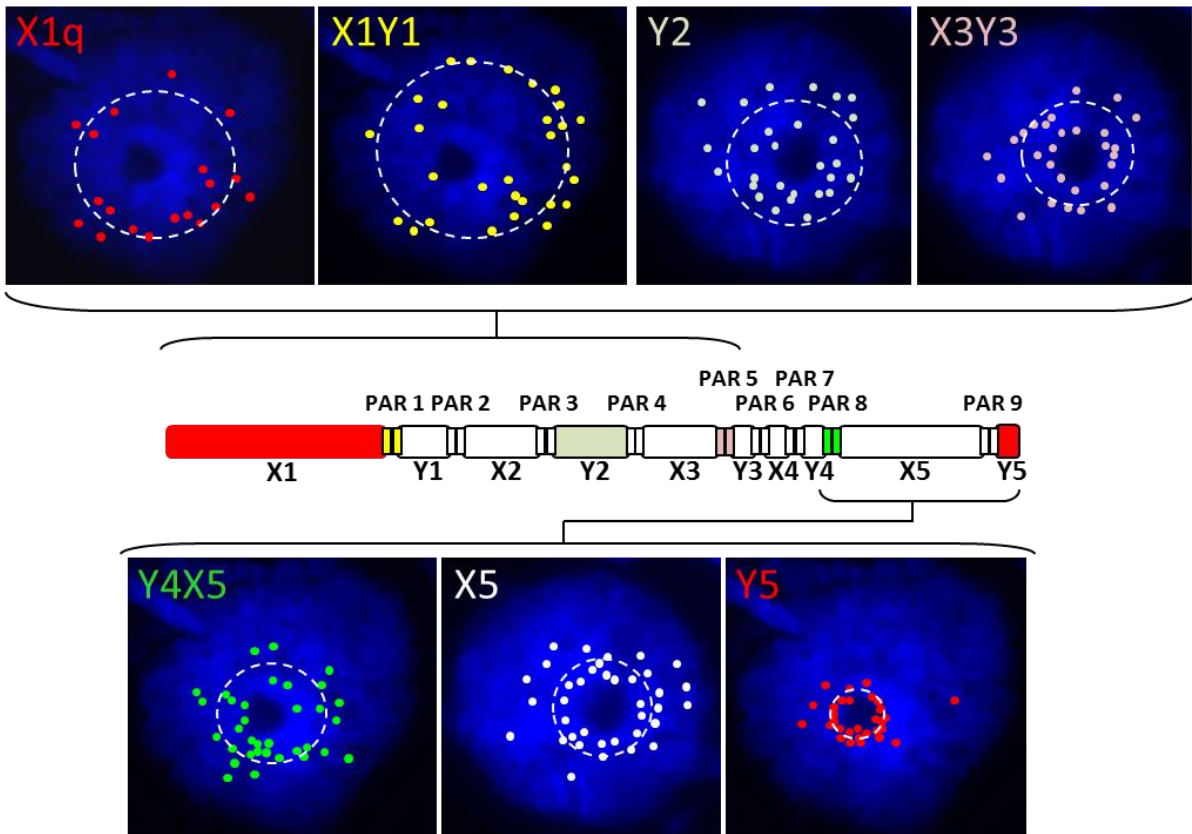 X1q X1Y1 Y2 X3Y3
PAR 5 PAR 7
PAR 1 PAR 2 PAR 3 PAR 4 PAR 6 PAR 8 PAR 9
X1 Y1 X2 Y2 X3 Y3 X4 Y4 X5 Y5
Y4X5 X5 Y5